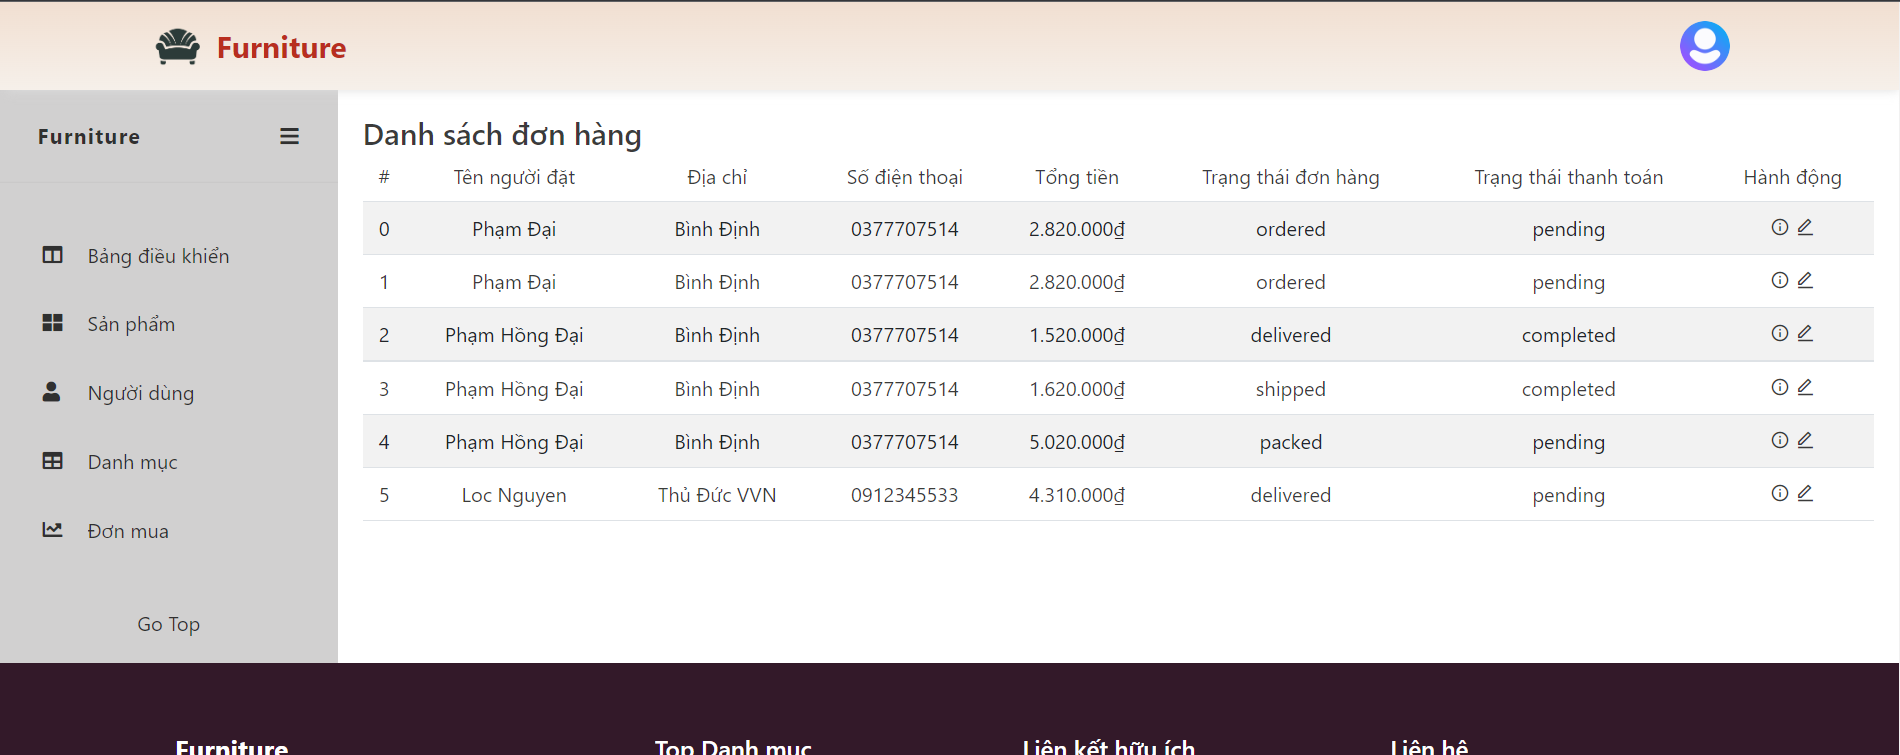 Furniture
Furniture
Danh sách đơn hàng
# Tên người đặt Địa chỉ Số điện thoại Tổng tiền Trạng thái đơn hàng Trạng thái thanh toán Hành động
0 Phạm Đại Bình Định 0377707514 2.820.000₫ ordered pending
1 Phạm Đại Bình Định 0377707514 2.820.000₫ ordered pending
2 Phạm Hồng Đại Bình Định 0377707514 1.520.000₫ delivered completed
3 Phạm Hồng Đại Bình Định 0377707514 1.620.000₫ shipped completed
4 Phạm Hồng Đại Bình Định 0377707514 5.020.000₫ packed pending
5 Loc Nguyen Thủ Đức VVN 0912345533 4.310.000₫ delivered pending
Bảng điều khiển
Sản phẩm
Người dùng
Danh mục
Đơn mua
Go Top
Furniture Top Danh mục Liên kết hữu ích Liên hệ